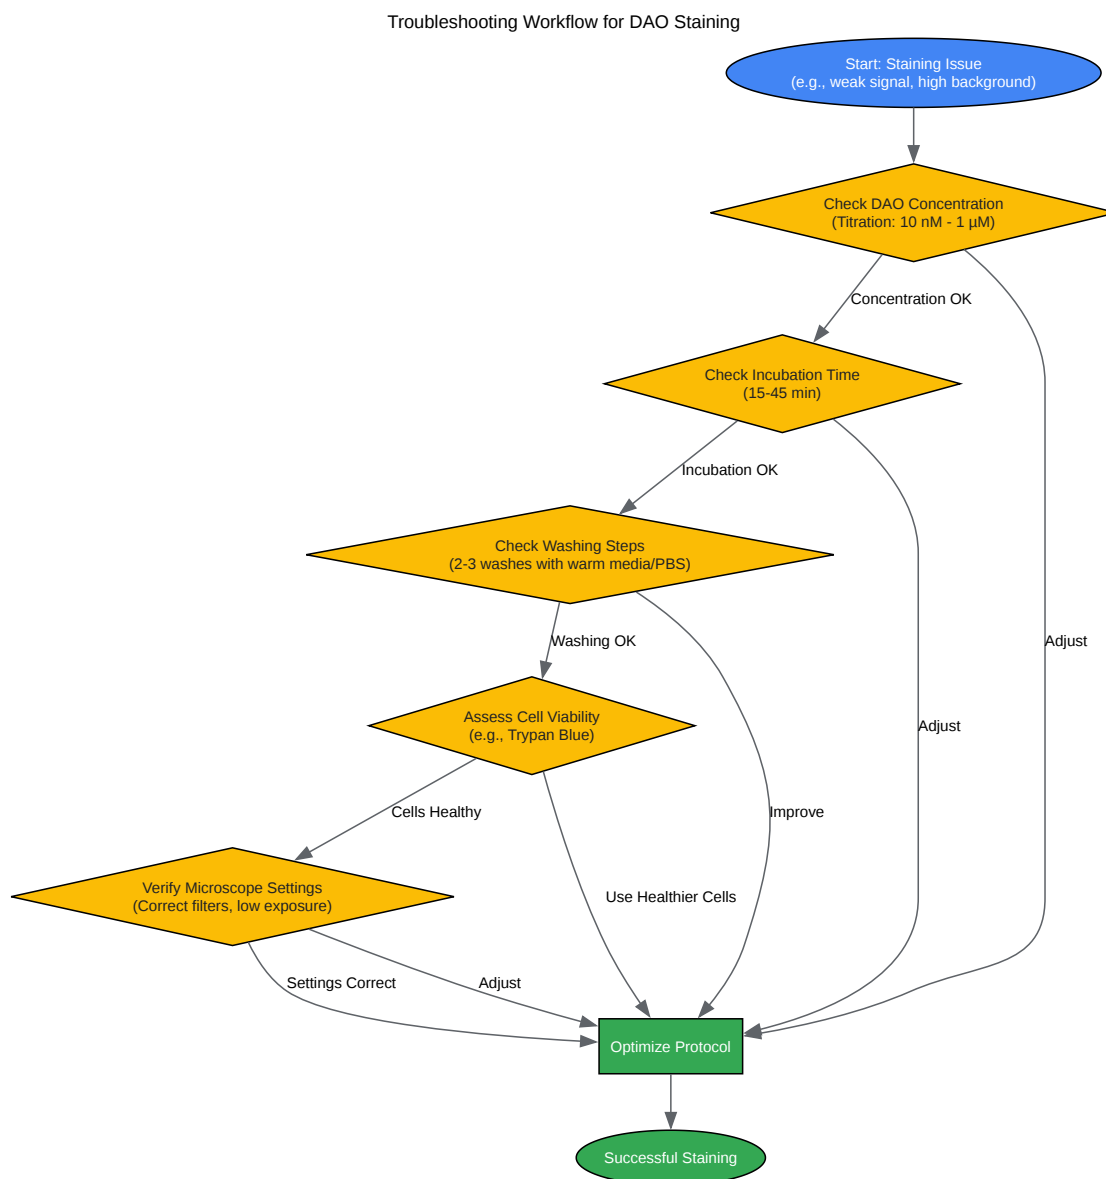 Troubleshooting Workflow for DAO Staining
Start: Staining Issue
(e.g., weak signal, high background)
Check DAO Concentration
(Titration: 10 nM - 1 µM)
Concentration OK
Check Incubation Time
(15-45 min)
Incubation OK
Check Washing Steps
(2-3 washes with warm media/PBS)
Washing OK
Adjust
Assess Cell Viability
(e.g., Trypan Blue)
Adjust
Cells Healthy
Improve
Verify Microscope Settings
(Correct filters, low exposure)
Use Healthier Cells
Settings Correct
Adjust
Optimize Protocol
Successful Staining